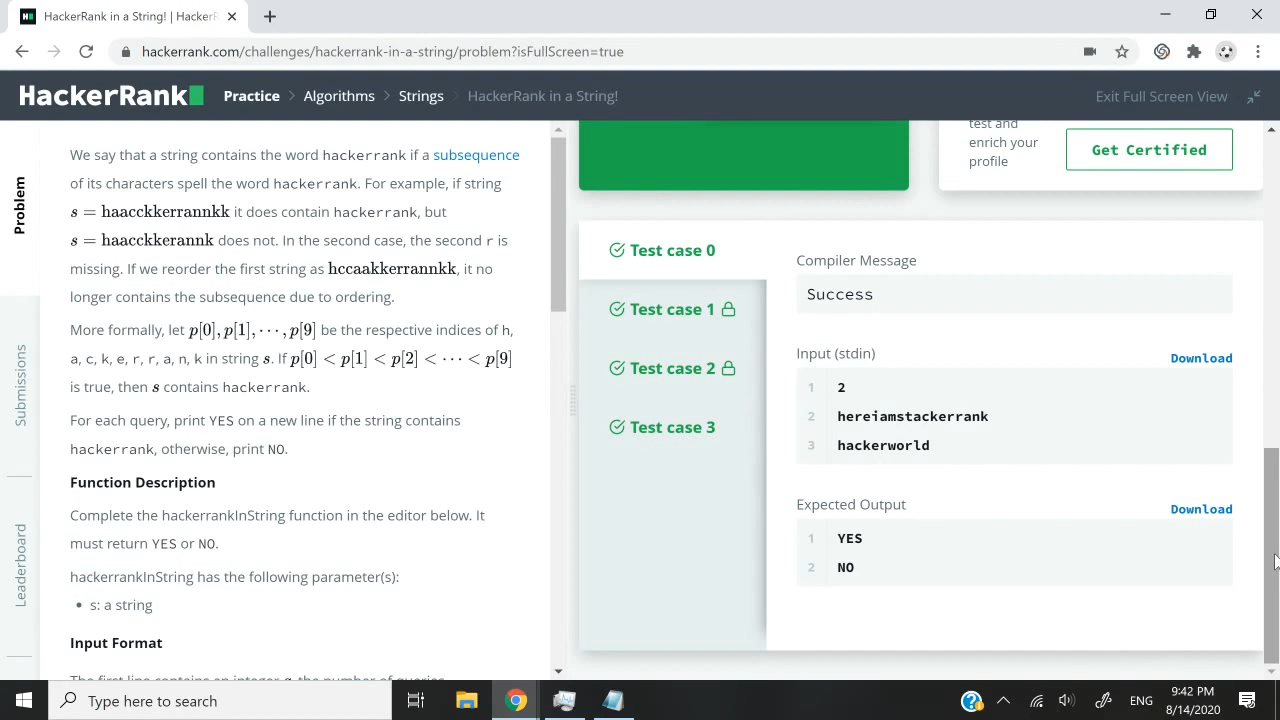 HackerRank in a String! | HackerR
hackerrank.com/challenges/hackerrank-in-a-string/problem?isFullScreen=true
HackerRank
Practice > Algorithms > Strings > HackerRank in a String!
Exit Full Screen View
Problem
Submissions
Leaderboard
We say that a string contains the word hackerrank if a subsequence
of its characters spell the word hackerrank. For example, if string
s = haacckkerrannkk it does contain hackerrank, but
s = haacckkerannk does not. In the second case, the second r is
missing. If we reorder the first string as hccaakkerrannkk, it no
longer contains the subsequence due to ordering.
More formally, let p[0], p[1], ⋯, p[9] be the respective indices of h,
a, c, k, e, r, r, a, n, k in string s. If p[0] < p[1] < p[2] < ⋯ < p[9]
is true, then s contains hackerrank.
For each query, print YES on a new line if the string contains
hackerrank, otherwise, print NO.
Function Description
Complete the hackerrankInString function in the editor below. It
must return YES or NO.
hackerrankInString has the following parameter(s):
• s: a string
Input Format
The first line contains an integer q, the number of queries.
test and
enrich your
profile
Get Certified
Test case 0
Test case 1
Test case 2
Test case 3
Compiler Message
Success
Input (stdin)
Download
1 2
2 hereiamstackerrank
3 hackerworld
Expected Output
Download
1 YES
2 NO
Type here to search
ENG
9:42 PM
8/14/2020